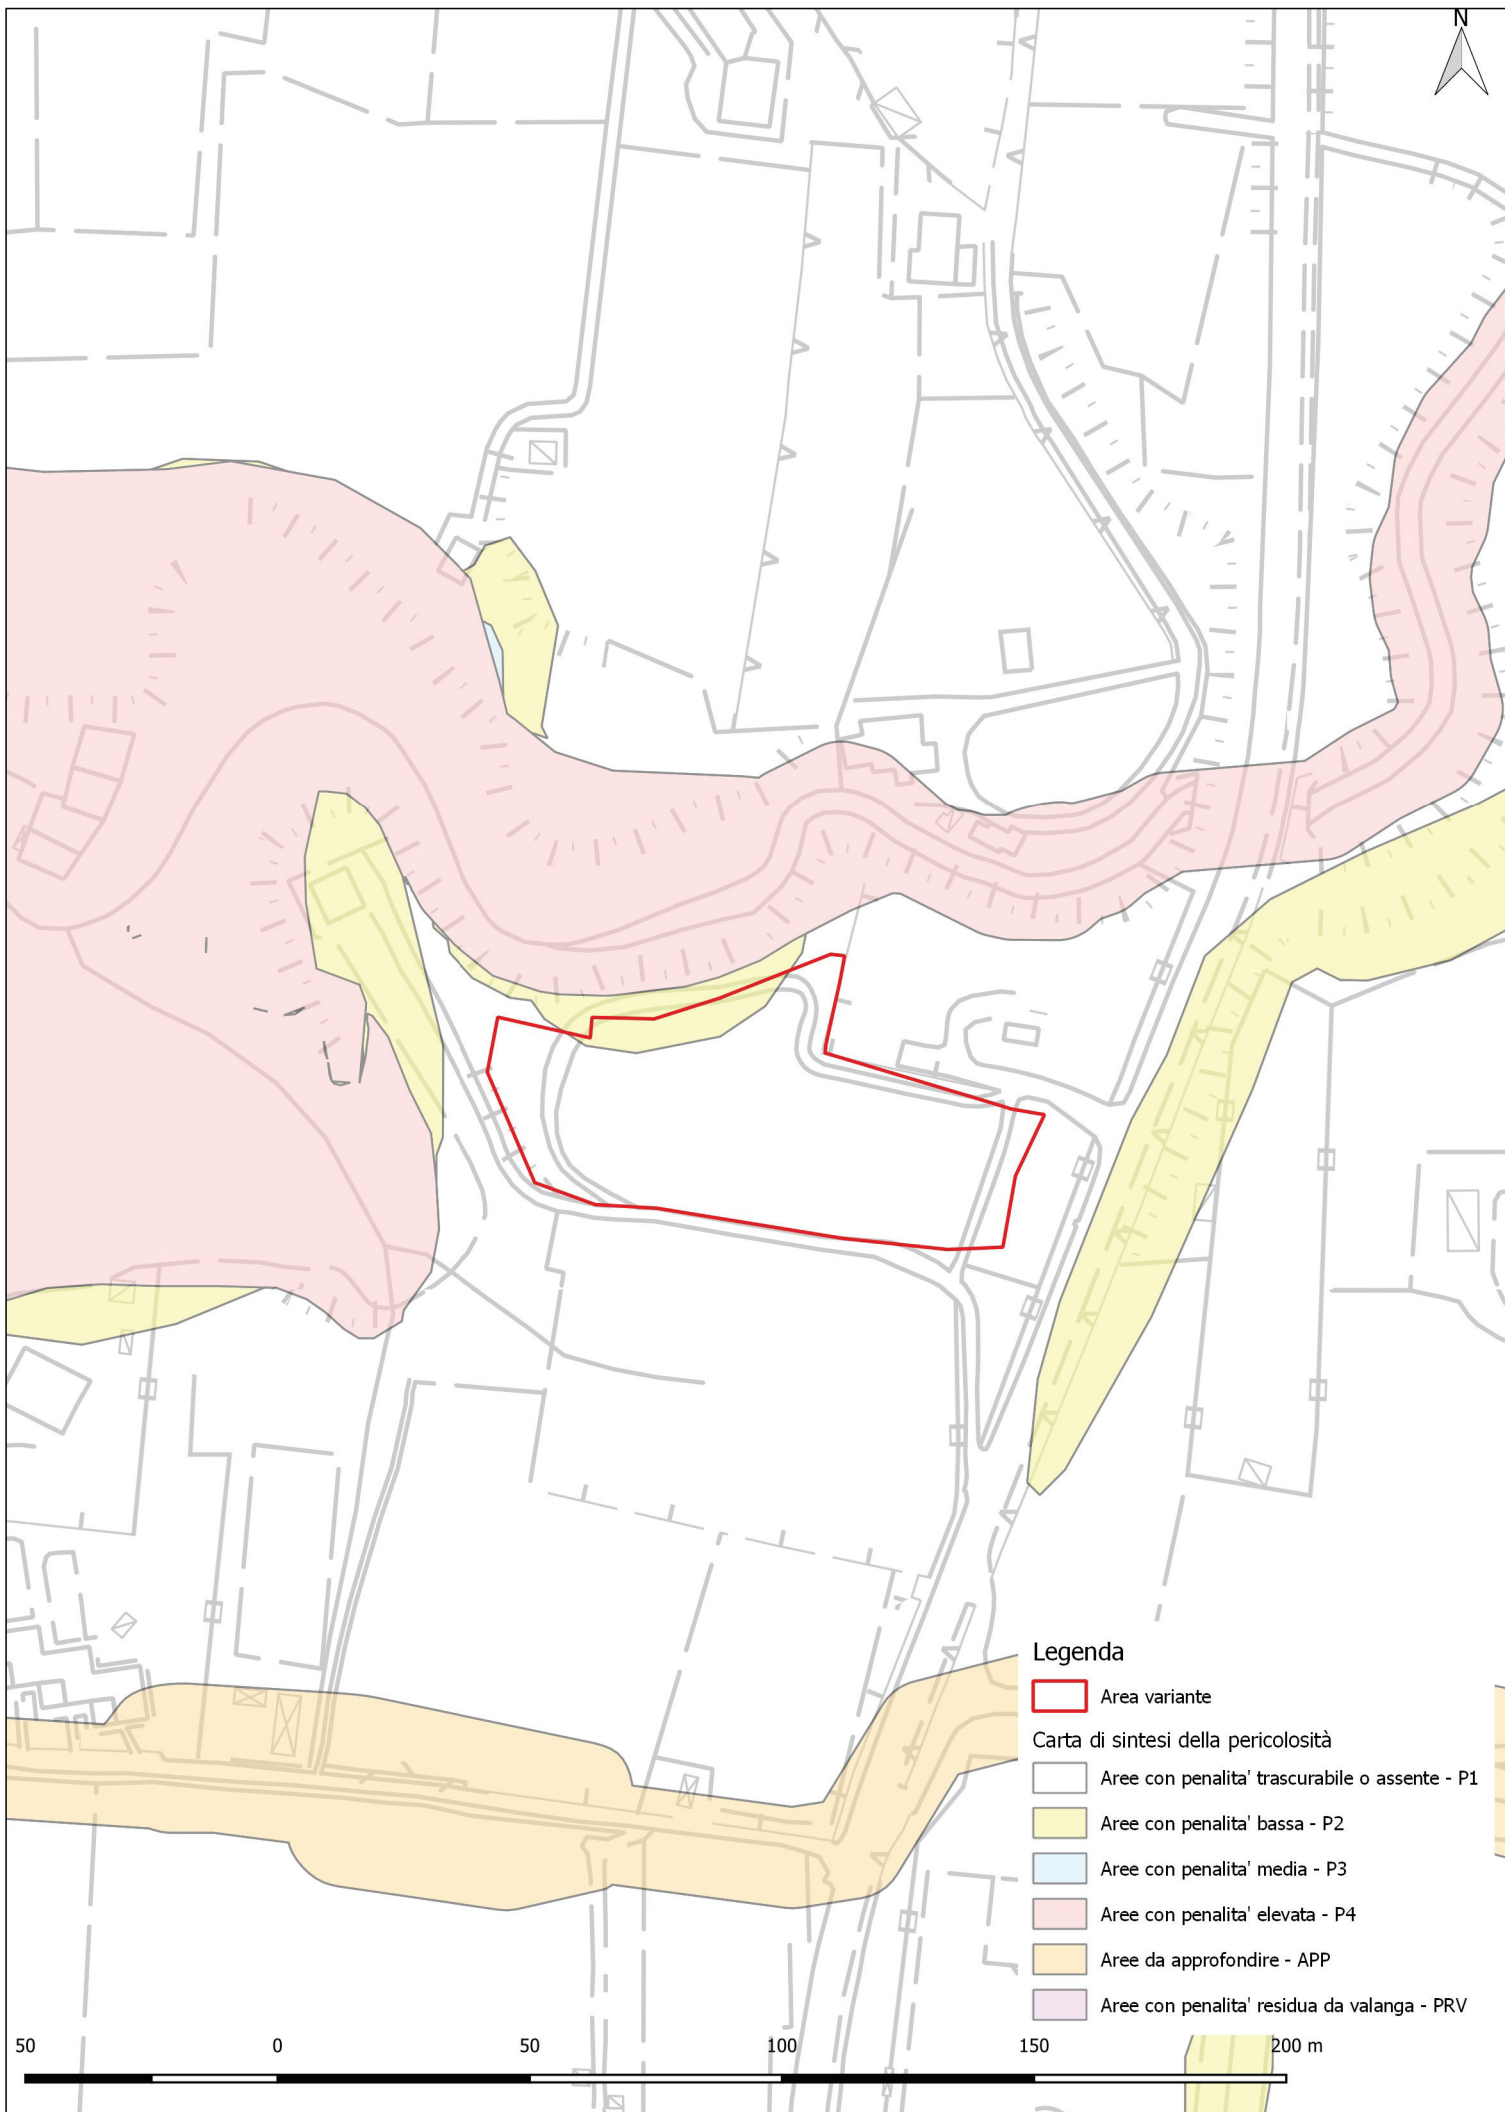 N
Legenda
Area variante
Carta di sintesi della pericolosità
Aree con penalita' trascurabile o assente - P1
Aree con penalita' bassa - P2
Aree con penalita' media - P3
Aree con penalita' elevata - P4
Aree da approfondire - APP
Aree con penalita' residua da valanga - PRV
50 0 50 100 150 200 m